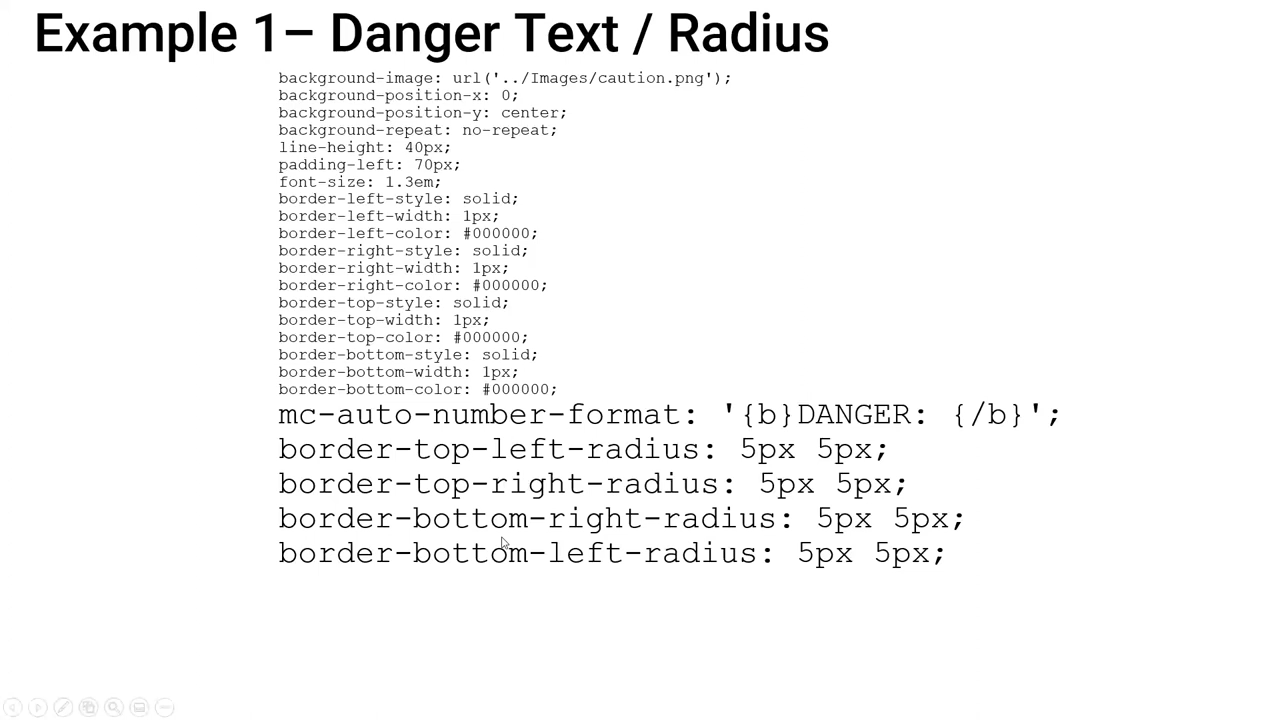 Example 1– Danger Text / Radius
background-image: url('../Images/caution.png');
background-position-x: 0;
background-position-y: center;
background-repeat: no-repeat;
line-height: 40px;
padding-left: 70px;
font-size: 1.3em;
border-left-style: solid;
border-left-width: 1px;
border-left-color: #000000;
border-right-style: solid;
border-right-width: 1px;
border-right-color: #000000;
border-top-style: solid;
border-top-width: 1px;
border-top-color: #000000;
border-bottom-style: solid;
border-bottom-width: 1px;
border-bottom-color: #000000;
mc-auto-number-format: '{b}DANGER: {/b}';
border-top-left-radius: 5px 5px;
border-top-right-radius: 5px 5px;
border-bottom-right-radius: 5px 5px;
border-bottom-left-radius: 5px 5px;